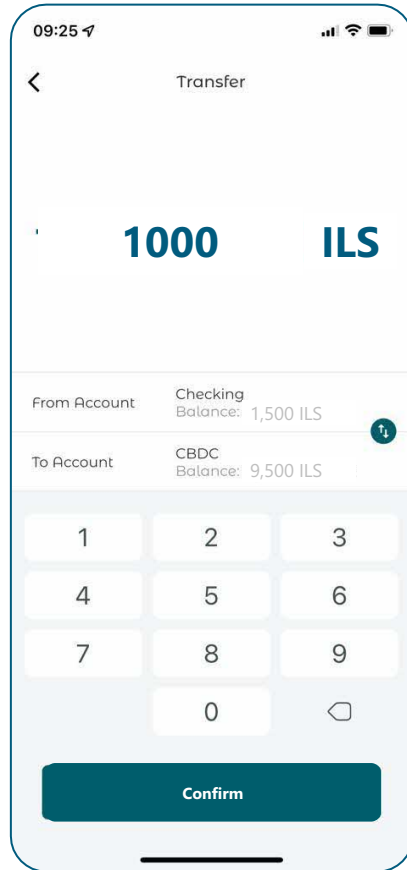 09:25
Transfer
1000 ILS
From Account Checking
Balance: 1,500 ILS
To Account CBDC
Balance: 9,500 ILS
1 2 3
4 5 6
7 8 9
0
Confirm